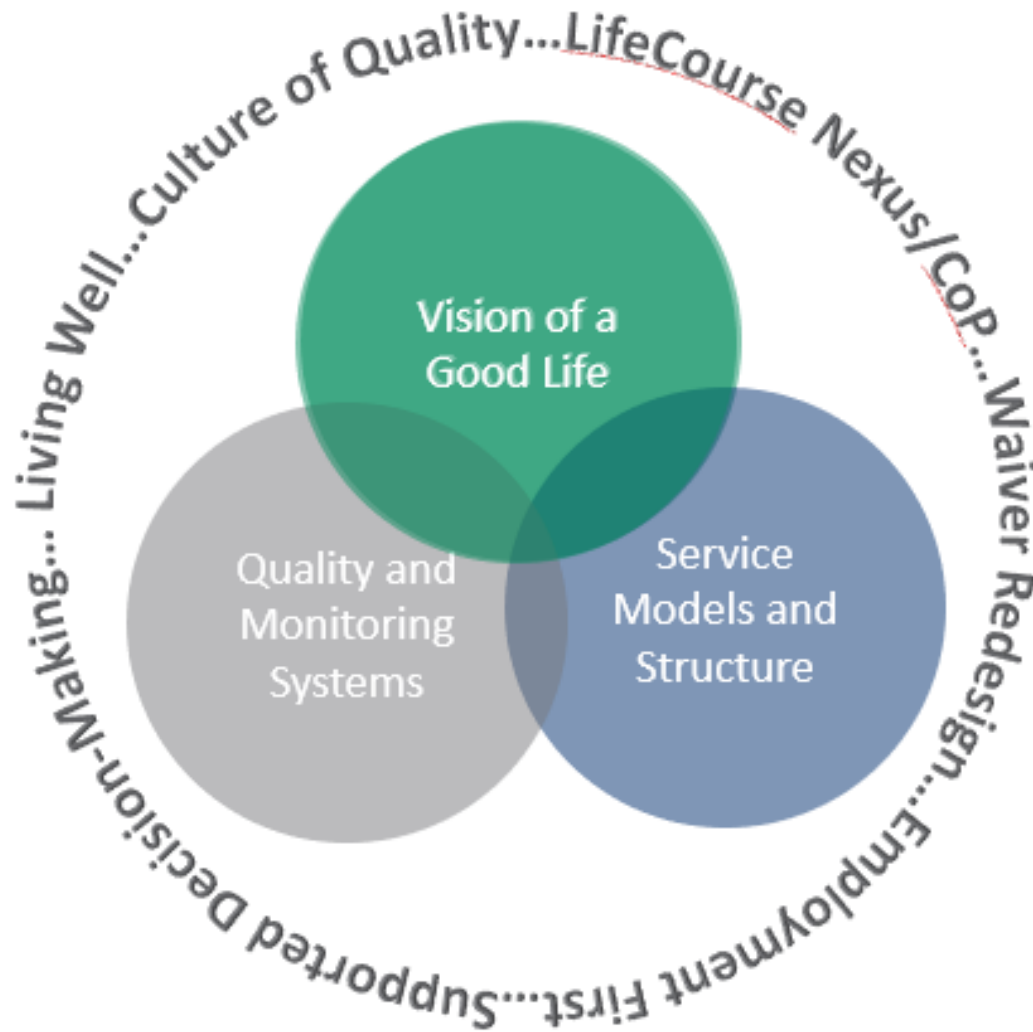 Living Well...Culture of Quality...LifeCourse Nexus/CoP...Waiver Redesign...Employment First...Supported Decision-Making...
Vision of a
Good Life
Quality and
Monitoring
Systems
Service
Models and
Structure